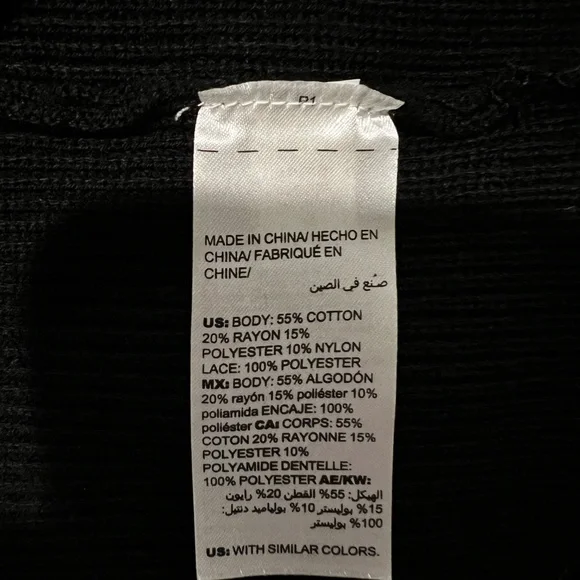 MADE IN CHINA/ HECHO EN
CHINA/ FABRIQUÉ EN
CHINE/
صنع في الصين
US: BODY: 55% COTTON
20% RAYON 15%
POLYESTER 10% NYLON
LACE: 100% POLYESTER
MX: BODY: 55% ALGODÓN
20% rayón 15% poliéster 10%
poliamida ENCAJE: 100%
poliéster CA: CORPS: 55%
COTON 20% RAYONNE 15%
POLYESTER 10%
POLYAMIDE DENTELLE:
100% POLYESTER AE/KW:
الهيكل: 55% القطن 20% رايون
15% بوليستر 10% بولياميد دنتيل:
100% بوليستر
US: WITH SIMILAR COLORS.